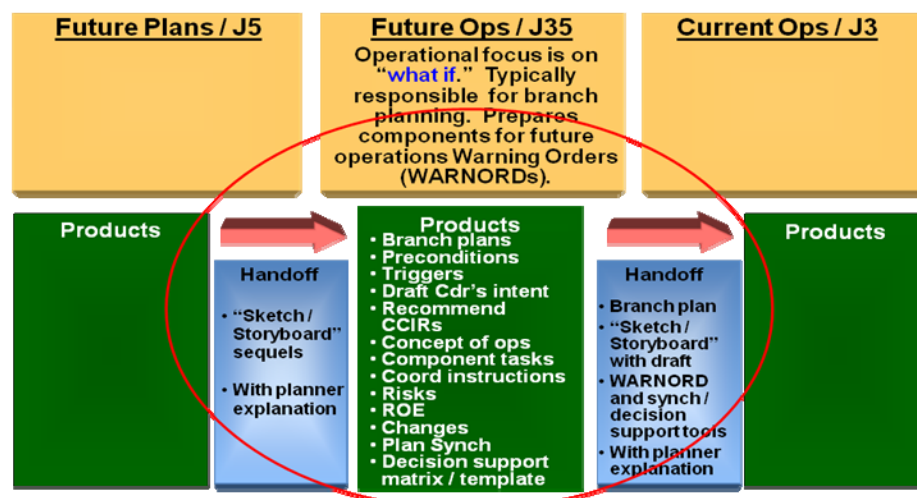 Future Plans / J5
Future Ops / J35
Operational focus is on
“what if.” Typically
responsible for branch
planning. Prepares
components for future
operations Warning Orders
(WARNORDs).
Current Ops / J3
Products
Handoff
• “Sketch /
Storyboard”
sequels
• With planner
explanation
Products
• Branch plans
• Preconditions
• Triggers
• Draft Cdr’s intent
• Recommend
CCIRs
• Concept of ops
• Component tasks
• Coord instructions
• Risks
• ROE
• Changes
• Plan Synch
• Decision support
matrix / template
Handoff
• Branch plan
• “Sketch /
Storyboard”
with draft
• WARNORD
and synch /
decision
support tools
• With planner
explanation
Products